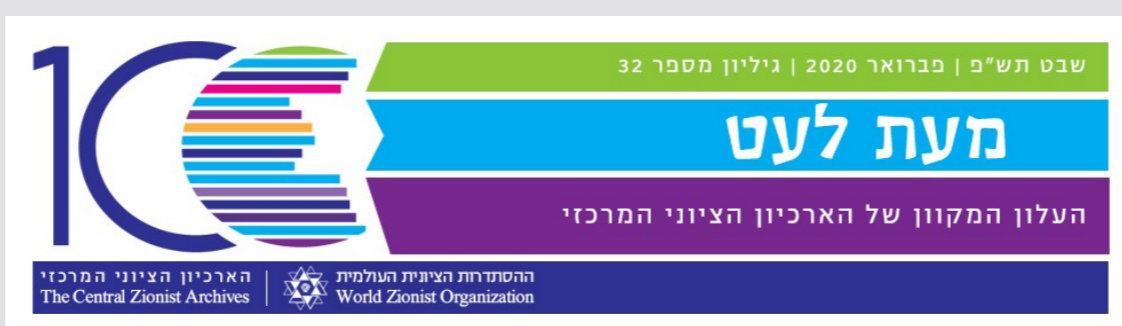 שבט תש"פ | פברואר 2020 | גיליון מספר 32
מעת לעט
העלון המקוון של הארכיון הציוני המרכזי
100
ההסתדרות הציונית העולמית
World Zionist Organization
הארכיון הציוני המרכזי
The Central Zionist Archives